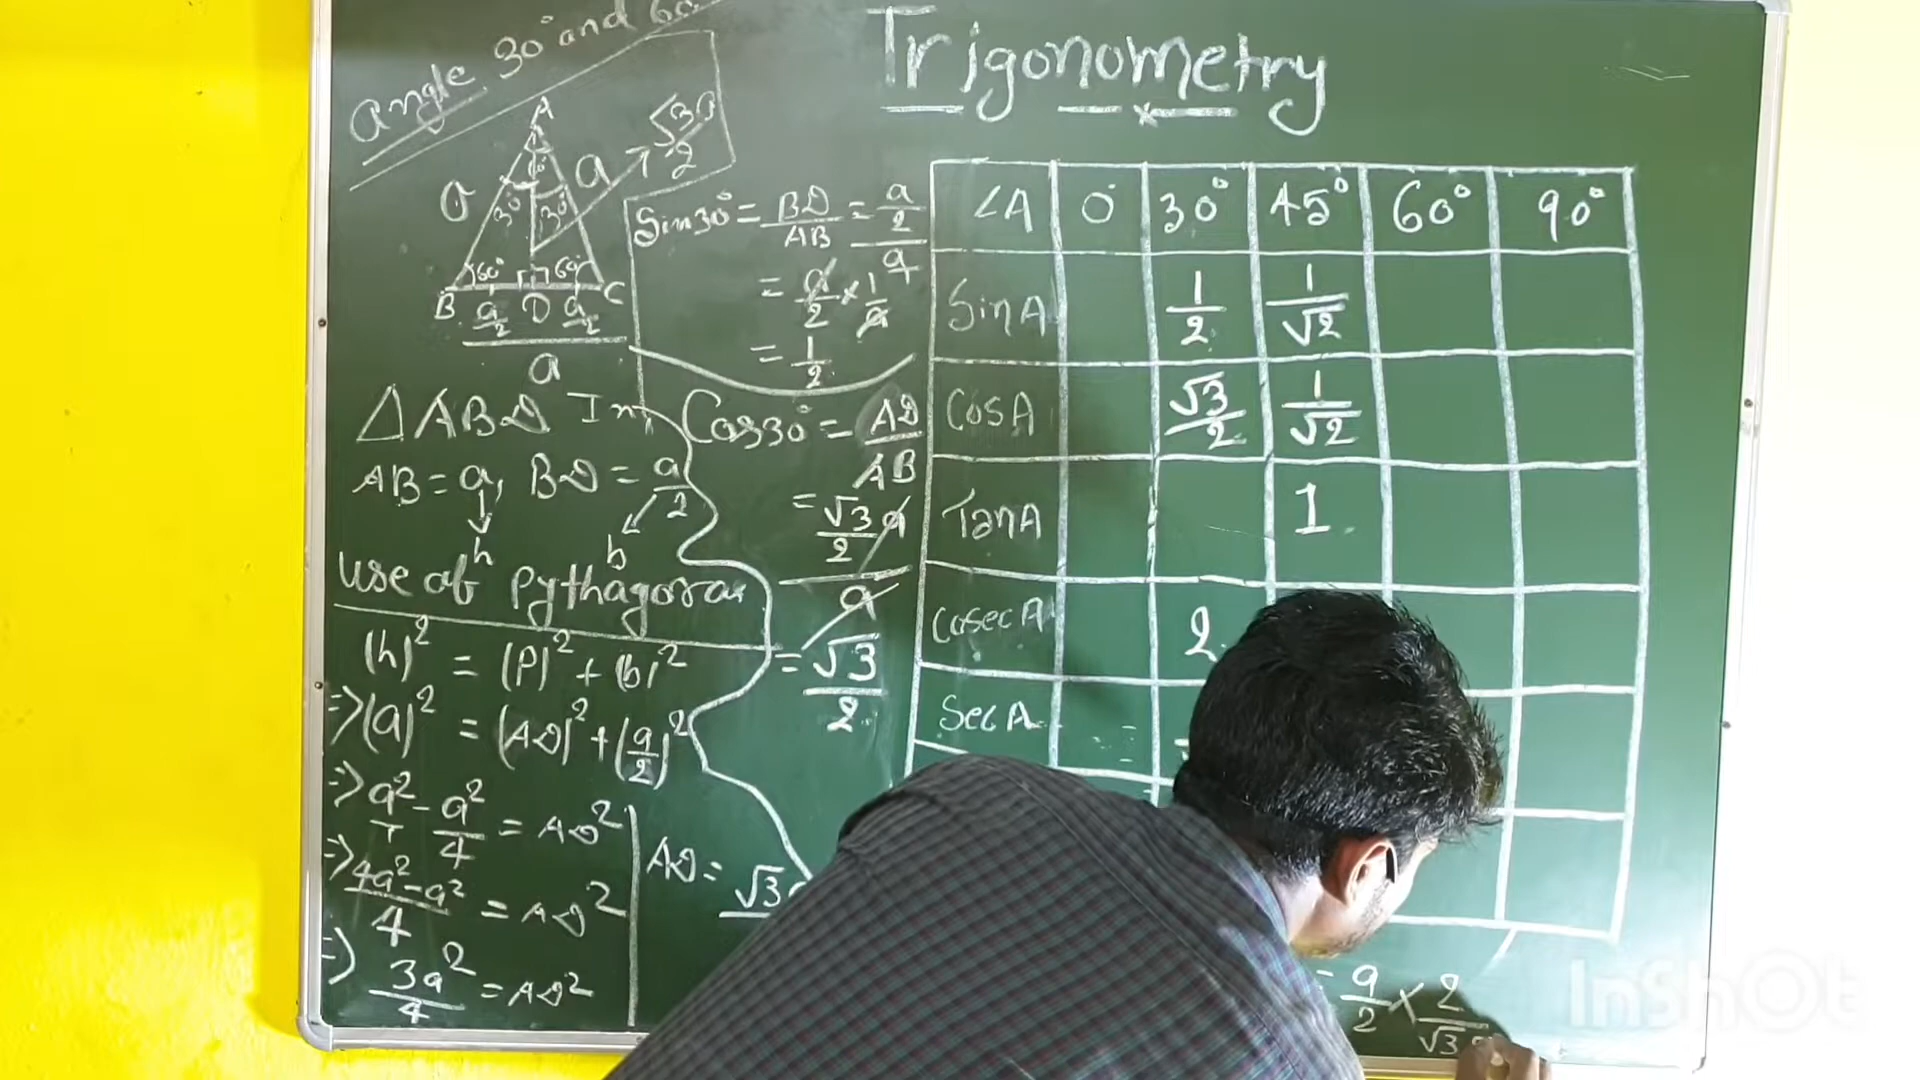 Trigonometry
Angle 30° and 60
A
a a → √3a/2
30° 30°
60° 60°
B a/2 D a/2 C
a
△ABD In
AB = a, BD = a/2
h b
use of Pythagoras
(h)² = (P)² + (b)²
=> (a)² = (AD)² + (a/2)²
=> a²/1 - a²/4 = AD²
=> 4a²-a²/4 = AD²
=> 3a²/4 = AD²
AD = √3
Sin30° = BD/AB = a/2/a
= a/2 × 1/a
= 1/2
Cos30° = AD/AB
= √3/2 a/a
= √3/2
∠A 0° 30° 45° 60° 90°
SinA 1/2 1/√2
CosA √3/2 1/√2
TanA 1
CosecA 2
SecA
= a/2 × 2/√3
InShOt